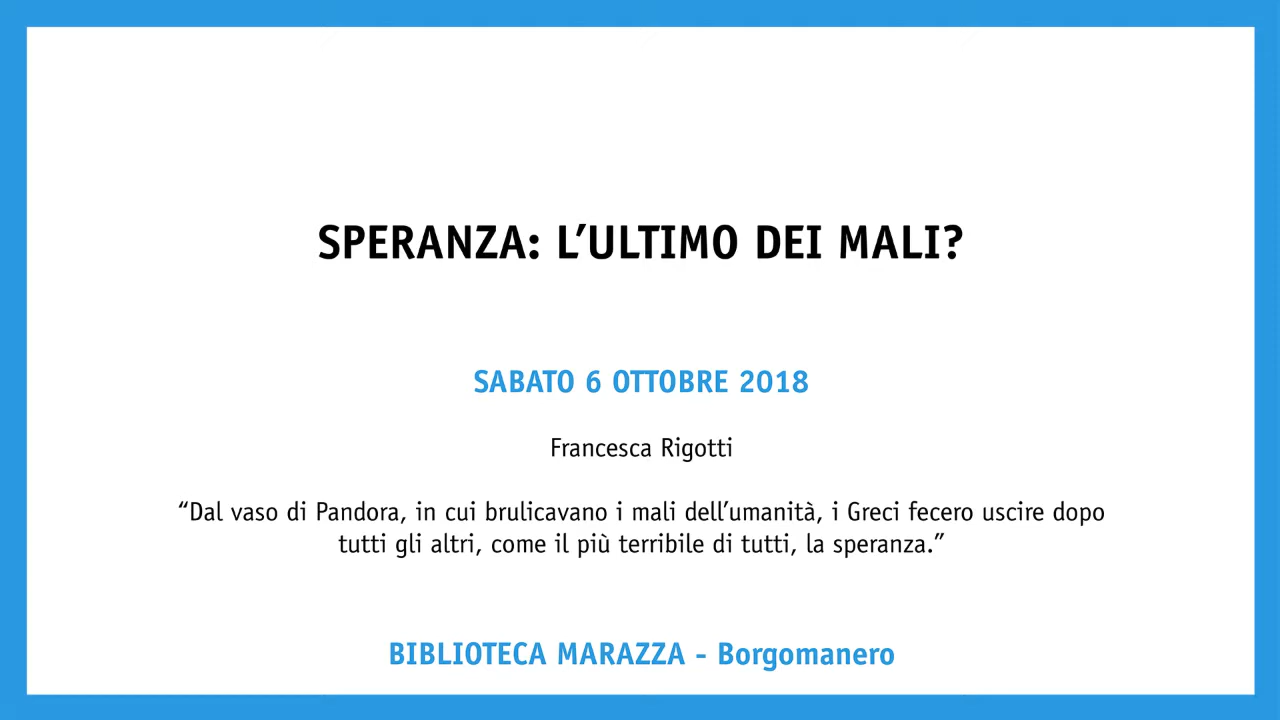 SPERANZA: L’ULTIMO DEI MALI?
SABATO 6 OTTOBRE 2018
Francesca Rigotti
“Dal vaso di Pandora, in cui brulicavano i mali dell’umanità, i Greci fecero uscire dopo
tutti gli altri, come il più terribile di tutti, la speranza.”
BIBLIOTECA MARAZZA - Borgomanero